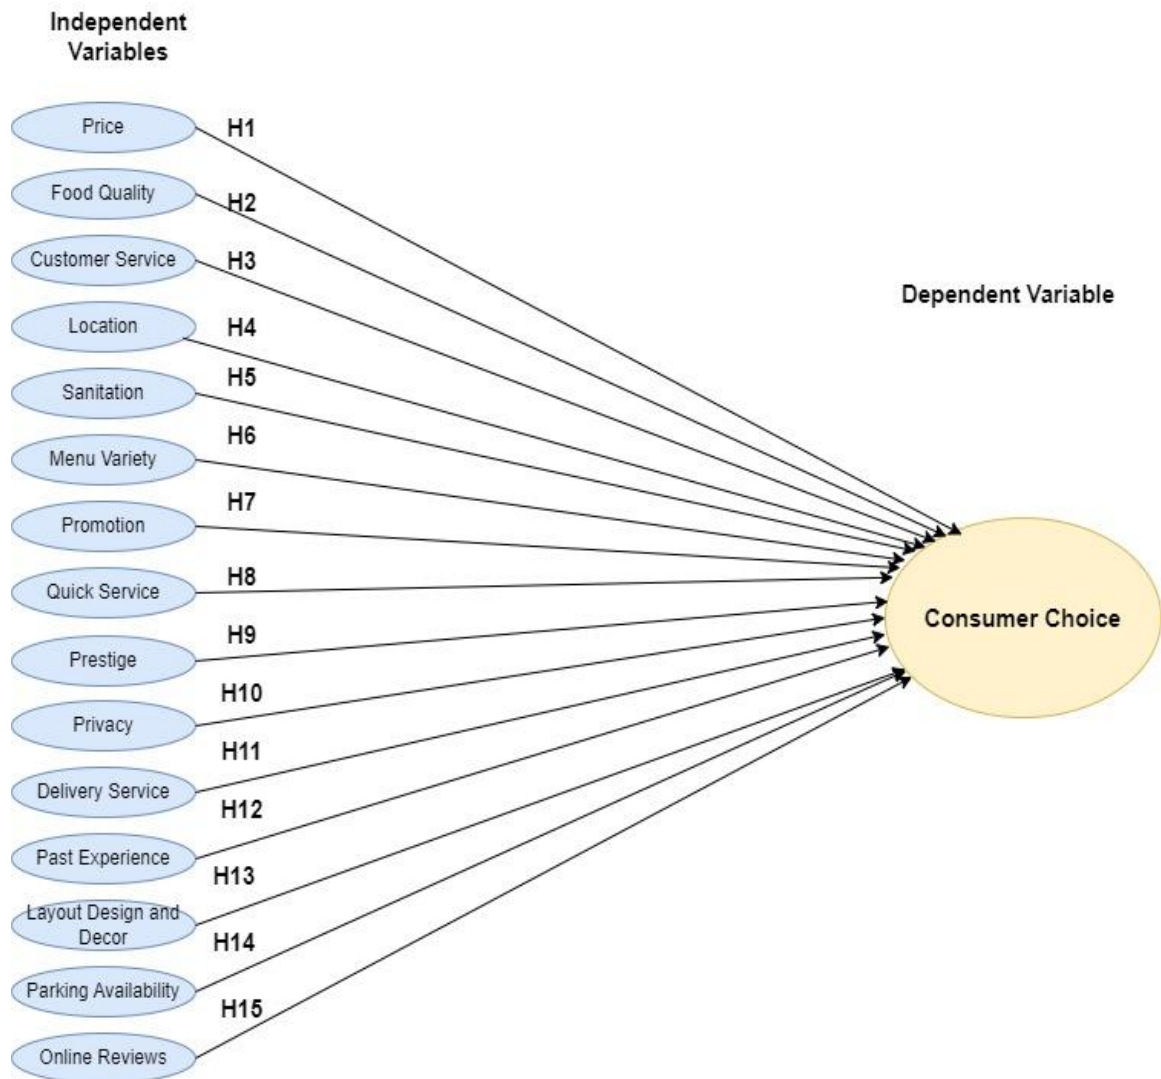 Independent
Variables
Price
H1
Food Quality
H2
Customer Service
H3
Dependent Variable
Location
H4
Sanitation
H5
Menu Variety
H6
Promotion
H7
Quick Service
H8
Consumer Choice
Prestige
H9
Privacy
H10
Delivery Service
H11
Past Experience
H12
Layout Design and
Decor
H13
Parking Availability
H14
Online Reviews
H15